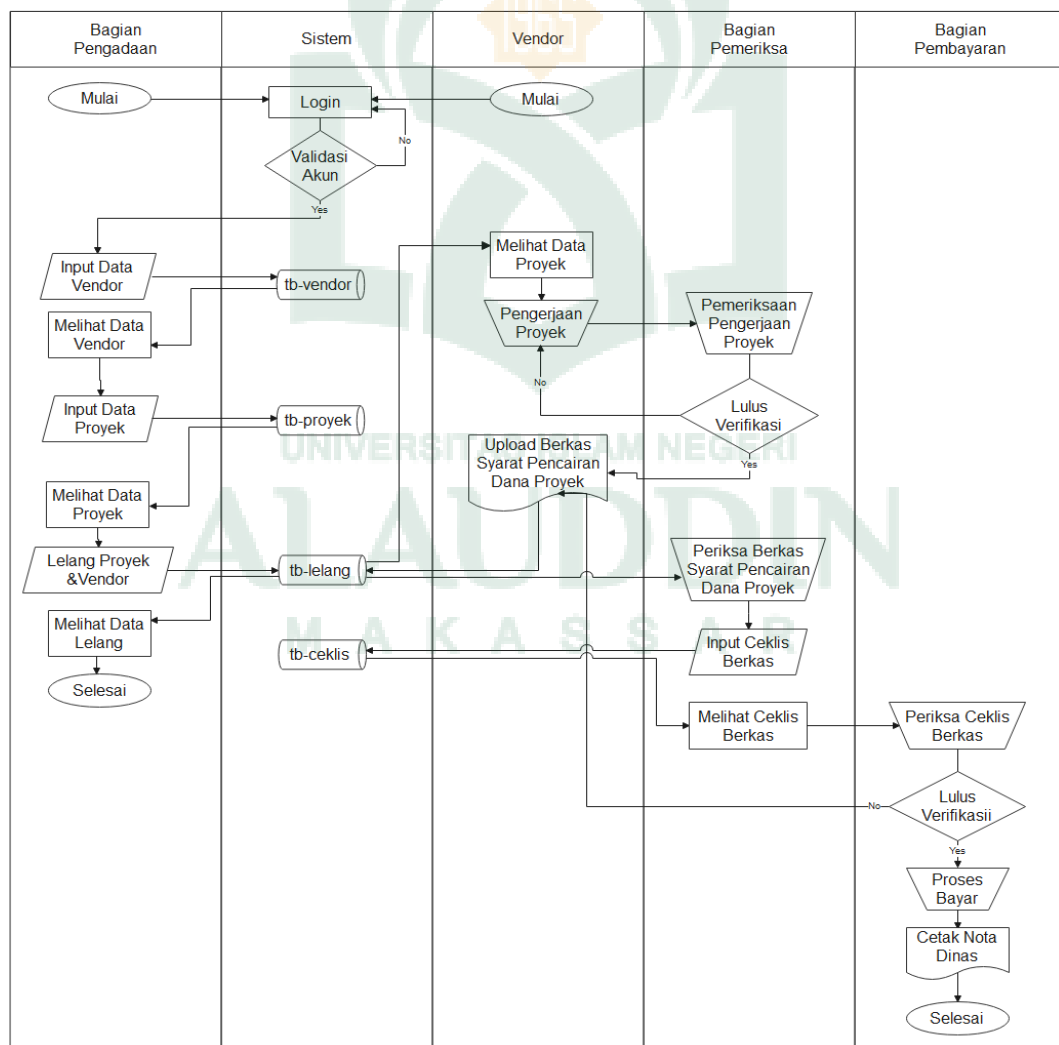 Bagian
Pengadaan
Sistem
Vendor
Bagian
Pemeriksa
Bagian
Pembayaran
Mulai
Login
Mulai
No
Validasi
Akun
Yes
Input Data
Vendor
tb-vendor
Melihat Data
Proyek
Melihat Data
Vendor
Pengerjaan
Proyek
Pemeriksaan
Pengerjaan
Proyek
No
Input Data
Proyek
tb-proyek
Lulus
Verifikasi
Yes
UNIVERSITAS ISLAM NEGERI
Upload Berkas
Syarat Pencairan
Dana Proyek
Melihat Data
Proyek
ALAUDDIN
Lelang Proyek
&Vendor
tb-lelang
Periksa Berkas
Syarat Pencairan
Dana Proyek
Melihat Data
Lelang
MAKASSAR
tb-ceklis
Input Ceklis
Berkas
Selesai
Melihat Ceklis
Berkas
Periksa Ceklis
Berkas
No
Lulus
Verifikasii
Yes
Proses
Bayar
Cetak Nota
Dinas
Selesai